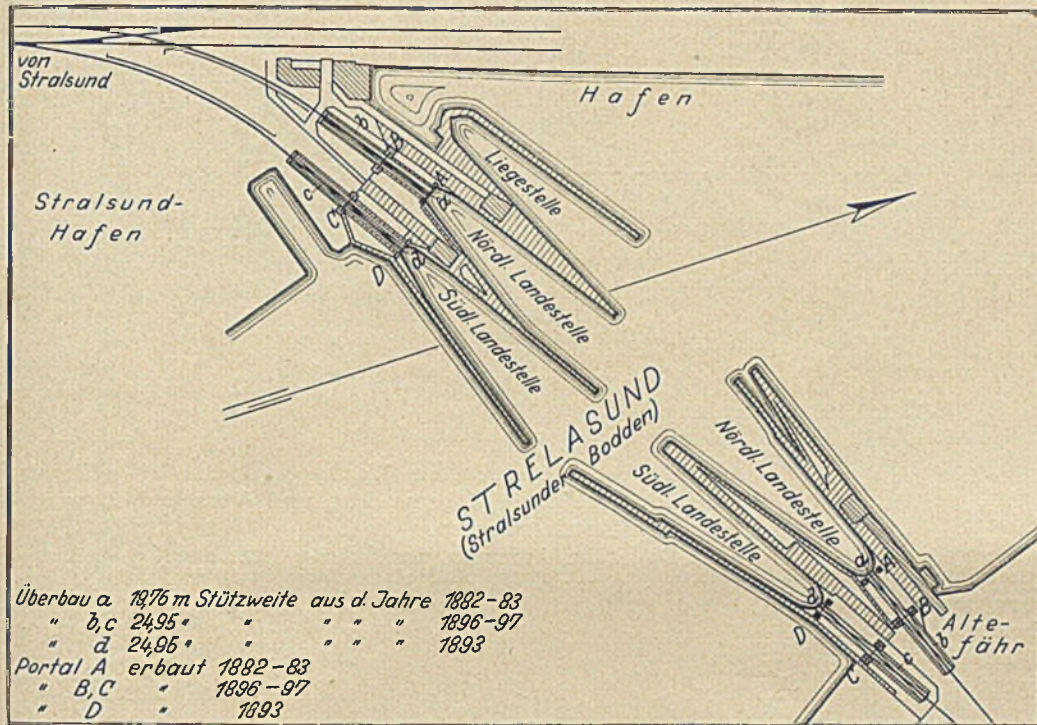 von
Stralsund
Hafen
Liegestelle
Stralsund-
Hafen
b
B
A
a
c
C
d
D
Nördl. Landestelle
Südl. Landestelle
STRELASUND
(Stralsunder Bodden)
Nördl. Landestelle
Südl. Landestelle
a
A
d
D
B
b
C
c
Alte-
fähr
Überbau a 19,76 m Stützweite aus d. Jahre 1882-83
" b,c 24,95 " " " " " 1896-97
" d 24,95 " " " " " 1893
Portal A erbaut 1882-83
" B, C " 1896-97
" D " 1893